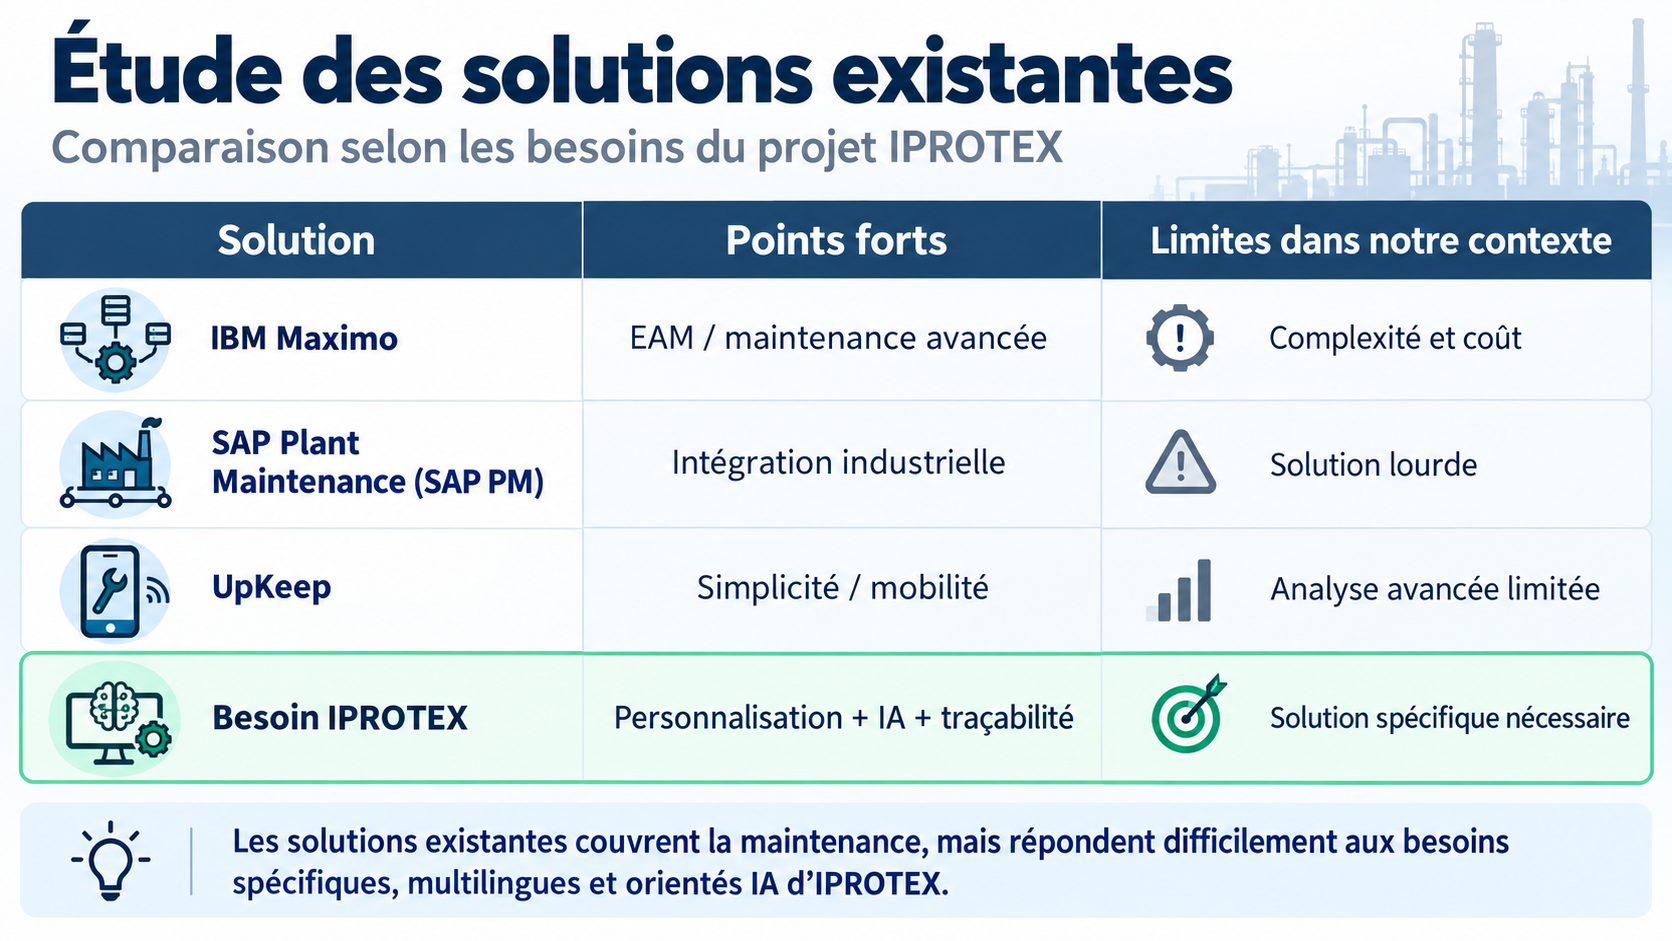 Étude des solutions existantes
Comparaison selon les besoins du projet IPROTEX
Solution
Points forts
Limites dans notre contexte
IBM Maximo
EAM / maintenance avancée
Complexité et coût
SAP Plant
Maintenance (SAP PM)
Intégration industrielle
Solution lourde
UpKeep
Simplicité / mobilité
Analyse avancée limitée
Besoin IPROTEX
Personnalisation + IA + traçabilité
Solution spécifique nécessaire
Les solutions existantes couvrent la maintenance, mais répondent difficilement aux besoins
spécifiques, multilingues et orientés IA d’IPROTEX.